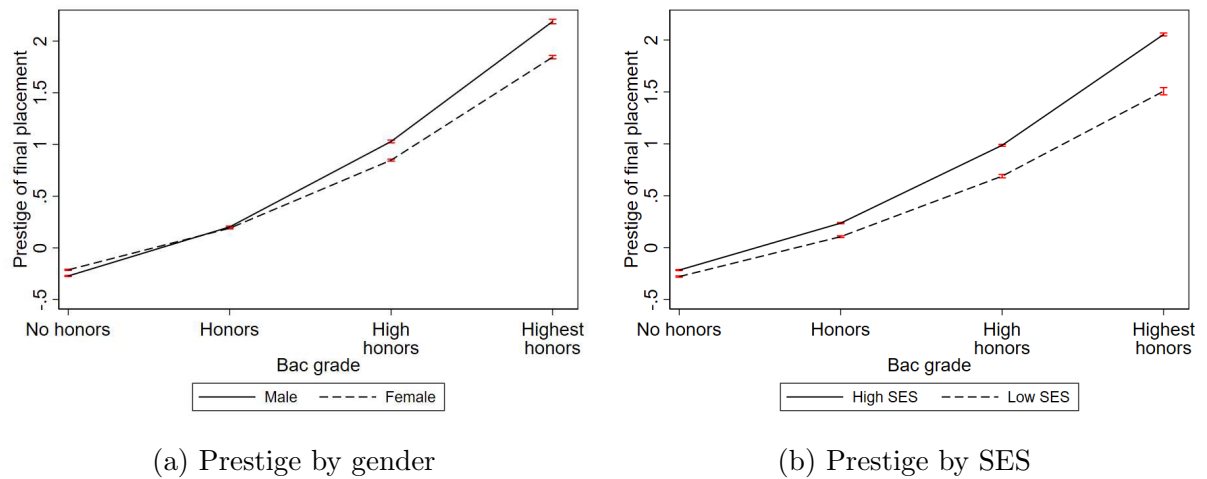 Prestige of final placement
2
1.5
1
.5
0
-.5
No honors Honors High honors Highest honors
Bac grade
Male Female
(a) Prestige by gender
Prestige of final placement
2
1.5
1
.5
0
-.5
No honors Honors High honors Highest honors
Bac grade
High SES Low SES
(b) Prestige by SES